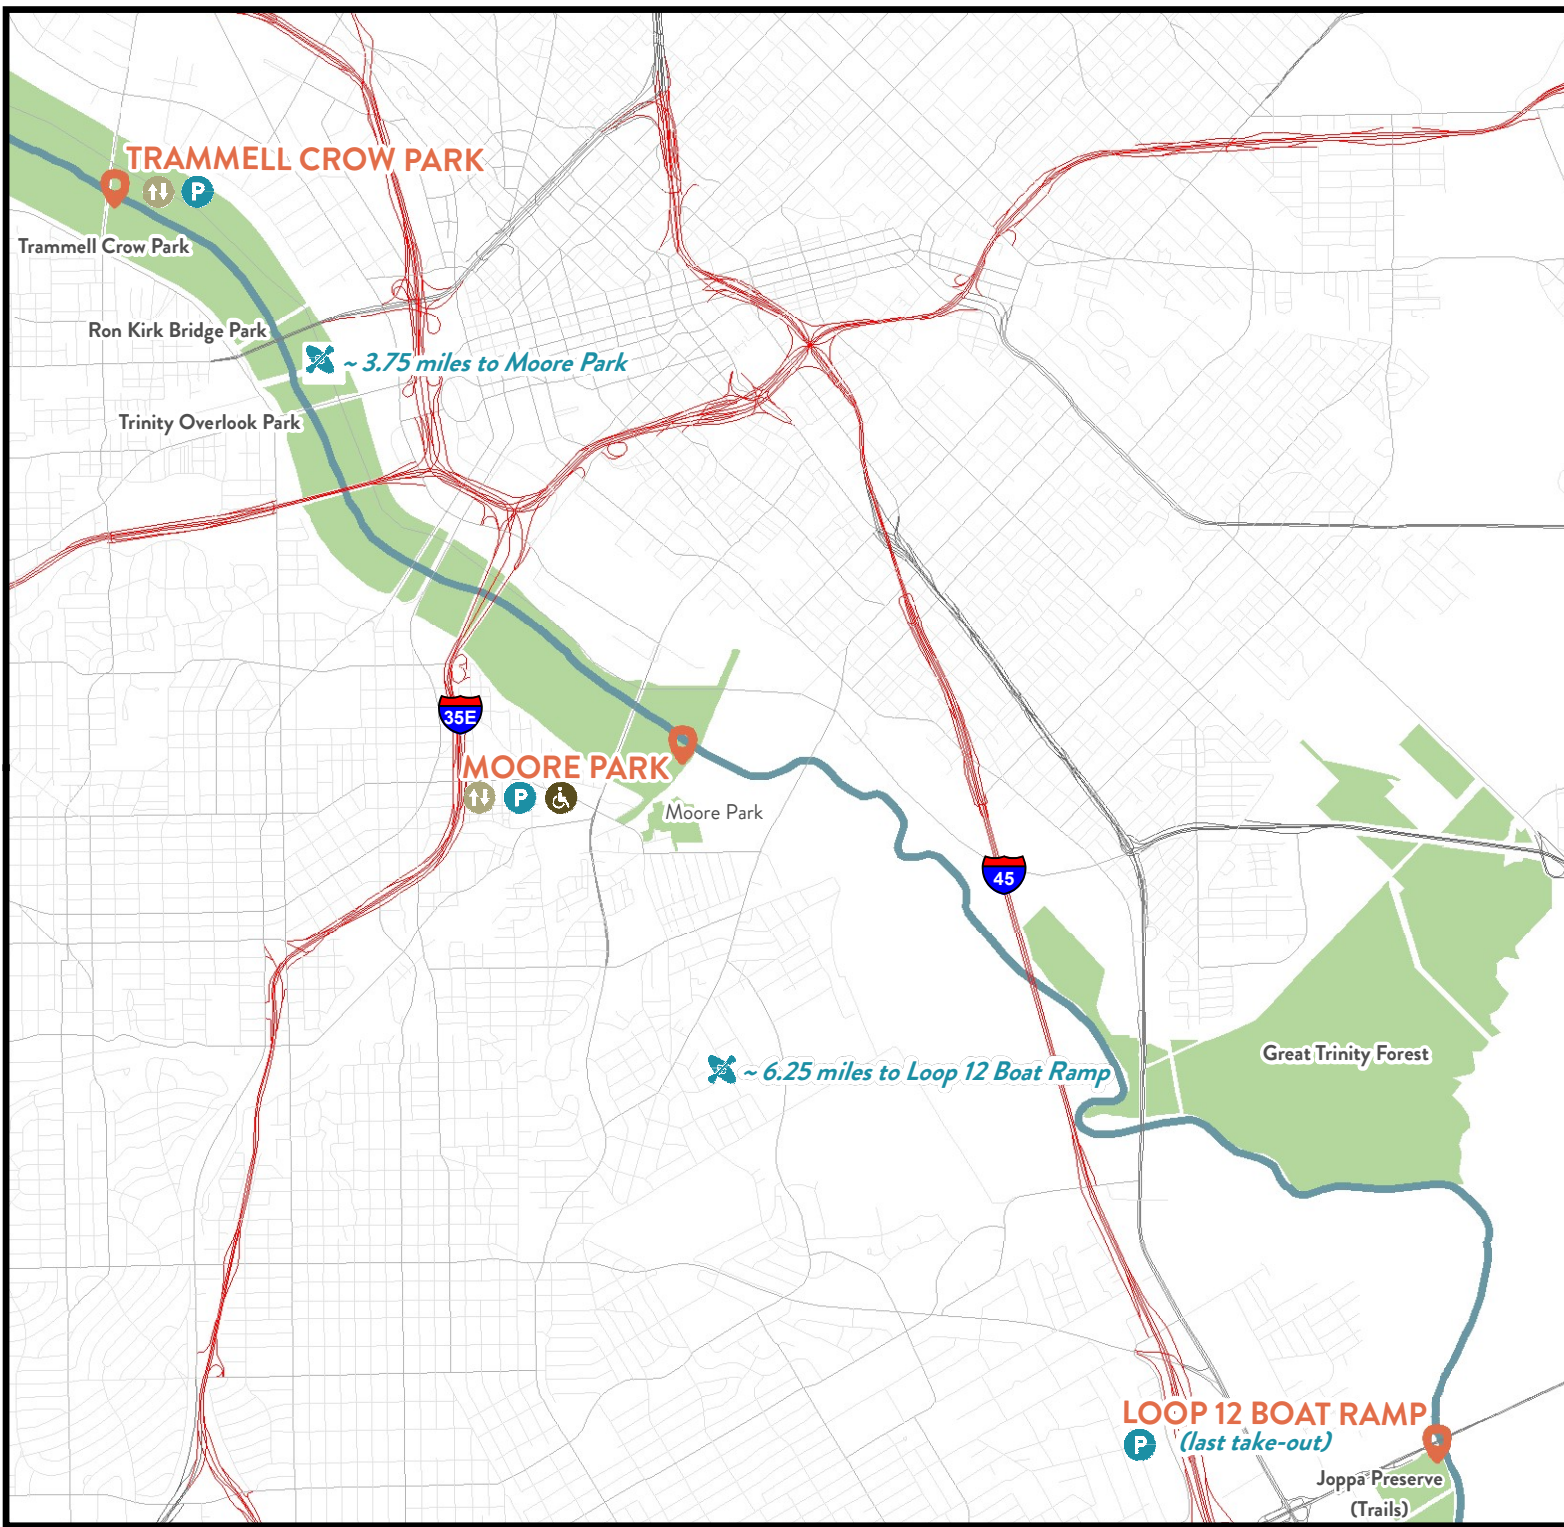 TRAMMELL CROW PARK
P
Trammell Crow Park
Ron Kirk Bridge Park
~ 3.75 miles to Moore Park
Trinity Overlook Park
35E
MOORE PARK
P
Moore Park
45
Great Trinity Forest
~ 6.25 miles to Loop 12 Boat Ramp
LOOP 12 BOAT RAMP
P
(last take-out)
Joppa Preserve
(Trails)